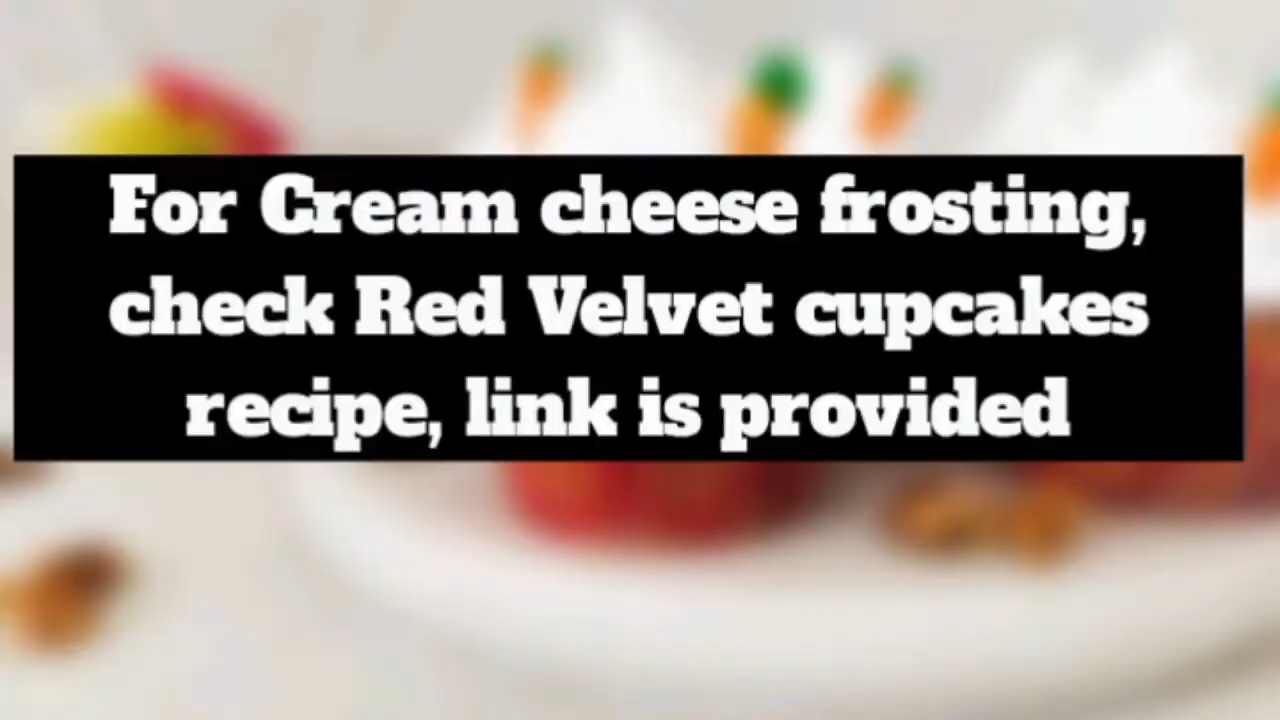 For Cream cheese frosting,
check Red Velvet cupcakes
recipe, link is provided